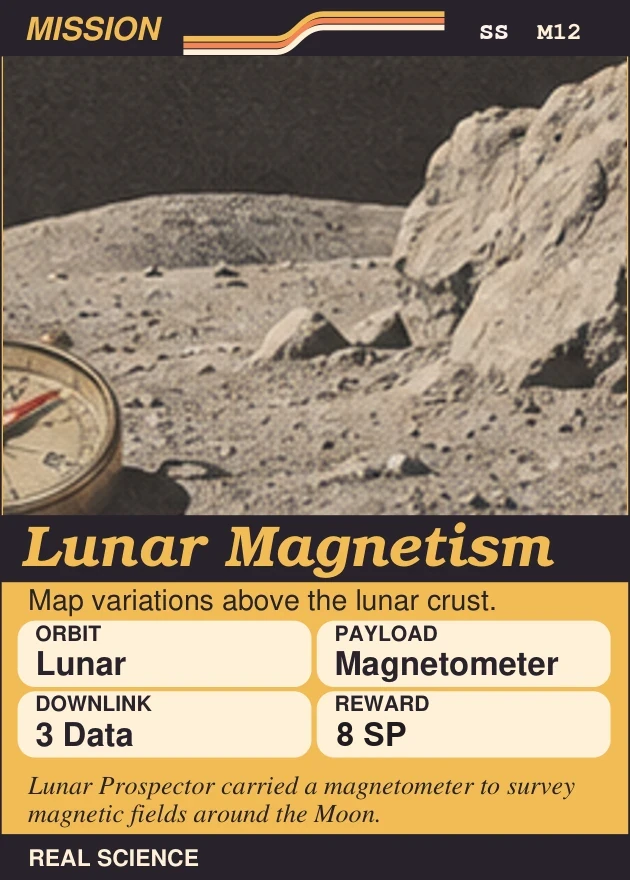 MISSION
SS M12
Lunar Magnetism
Map variations above the lunar crust.
ORBIT
Lunar
PAYLOAD
Magnetometer
DOWNLINK
3 Data
REWARD
8 SP
Lunar Prospector carried a magnetometer to survey
magnetic fields around the Moon.
REAL SCIENCE